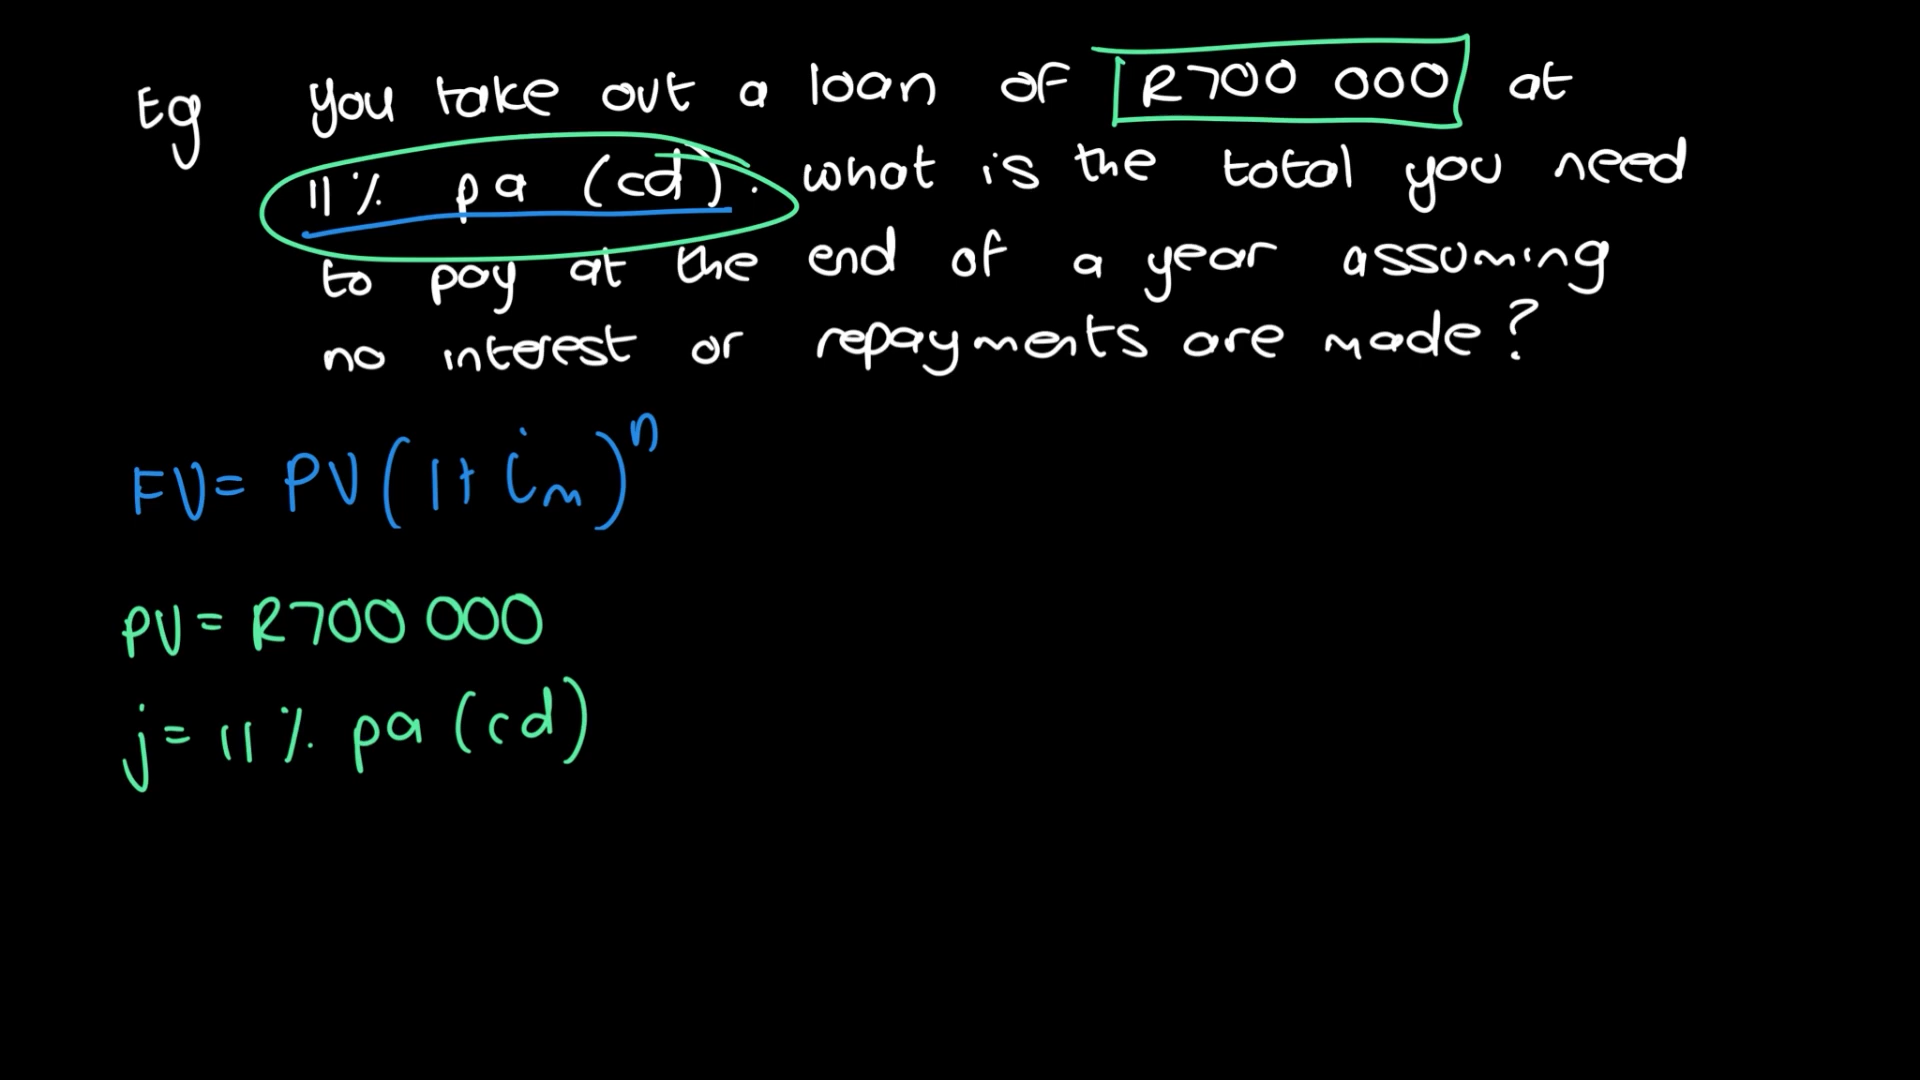 Eg you take out a loan of R700 000 at
11% pa (cd). what is the total you need
to pay at the end of a year assuming
no interest or repayments are made?
FV= PV(1+im)^n
PV= R700 000
j= 11% pa (cd)